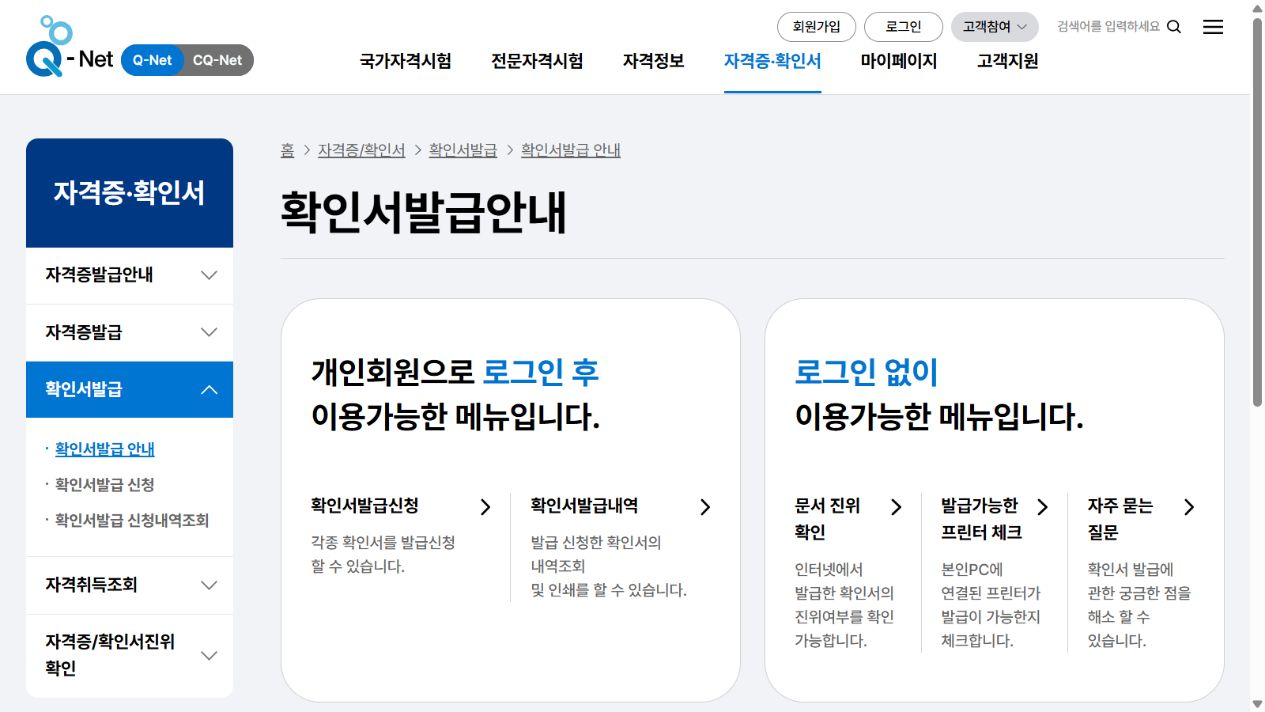 회원가입
로그인
고객참여
검색어를 입력하세요
Q-Net
Q-Net
CQ-Net
국가자격시험
전문자격시험
자격정보
자격증·확인서
마이페이지
고객지원
자격증·확인서
자격증발급안내
자격증발급
확인서발급
· 확인서발급 안내
· 확인서발급 신청
· 확인서발급 신청내역조회
자격취득조회
자격증/확인서진위
확인
홈 > 자격증/확인서 > 확인서발급 > 확인서발급 안내
확인서발급안내
개인회원으로 로그인 후
이용가능한 메뉴입니다.
확인서발급신청
각종 확인서를 발급신청
할 수 있습니다.
확인서발급내역
발급 신청한 확인서의
내역조회
및 인쇄를 할 수 있습니다.
로그인 없이
이용가능한 메뉴입니다.
문서 진위
확인
인터넷에서
발급한 확인서의
진위여부를 확인
가능합니다.
발급가능한
프린터 체크
본인PC에
연결된 프린터가
발급이 가능한지
체크합니다.
자주 묻는
질문
확인서 발급에
관한 궁금한 점을
해소 할 수
있습니다.